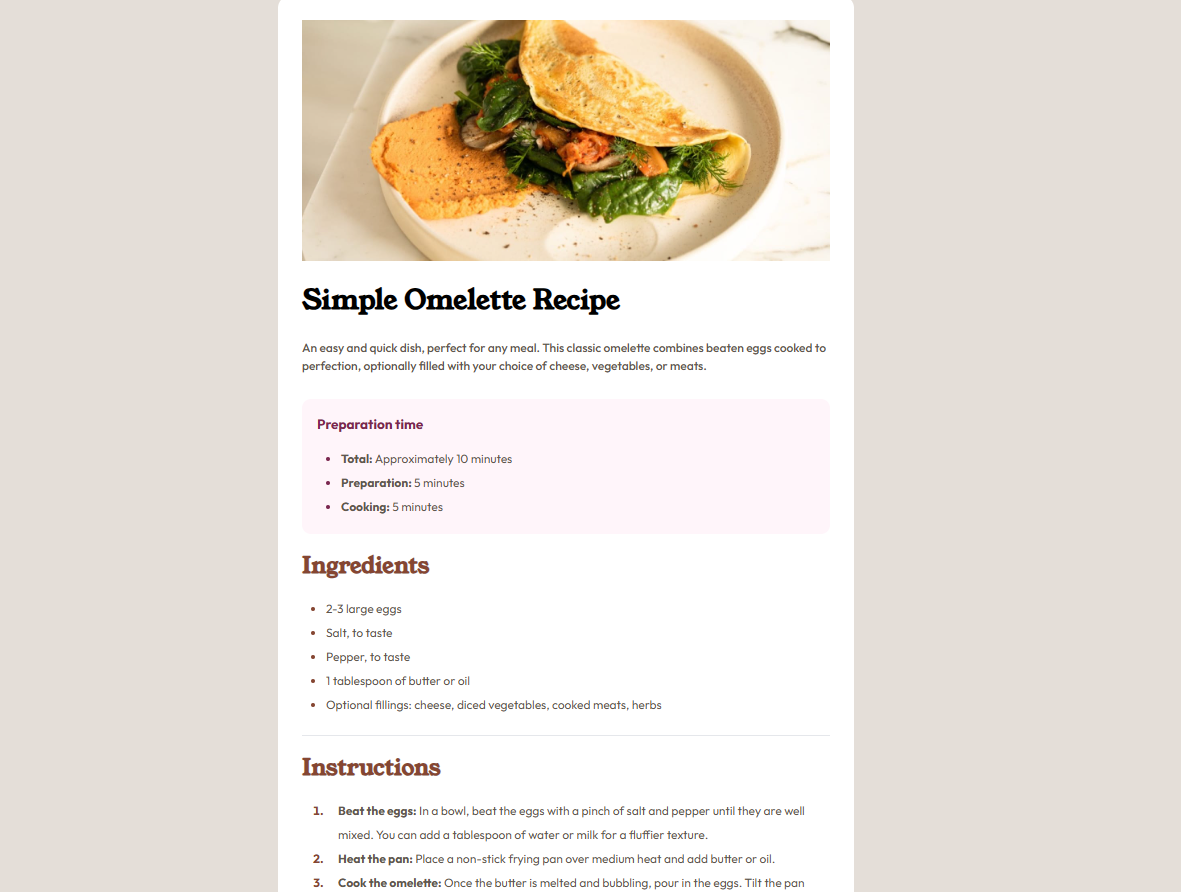 Simple Omelette Recipe
An easy and quick dish, perfect for any meal. This classic omelette combines beaten eggs cooked to
perfection, optionally filled with your choice of cheese, vegetables, or meats.
Preparation time
Total: Approximately 10 minutes
Preparation: 5 minutes
Cooking: 5 minutes
Ingredients
2-3 large eggs
Salt, to taste
Pepper, to taste
1 tablespoon of butter or oil
Optional fillings: cheese, diced vegetables, cooked meats, herbs
Instructions
1. Beat the eggs: In a bowl, beat the eggs with a pinch of salt and pepper until they are well
mixed. You can add a tablespoon of water or milk for a fluffier texture.
2. Heat the pan: Place a non-stick frying pan over medium heat and add butter or oil.
3. Cook the omelette: Once the butter is melted and bubbling, pour in the eggs. Tilt the pan